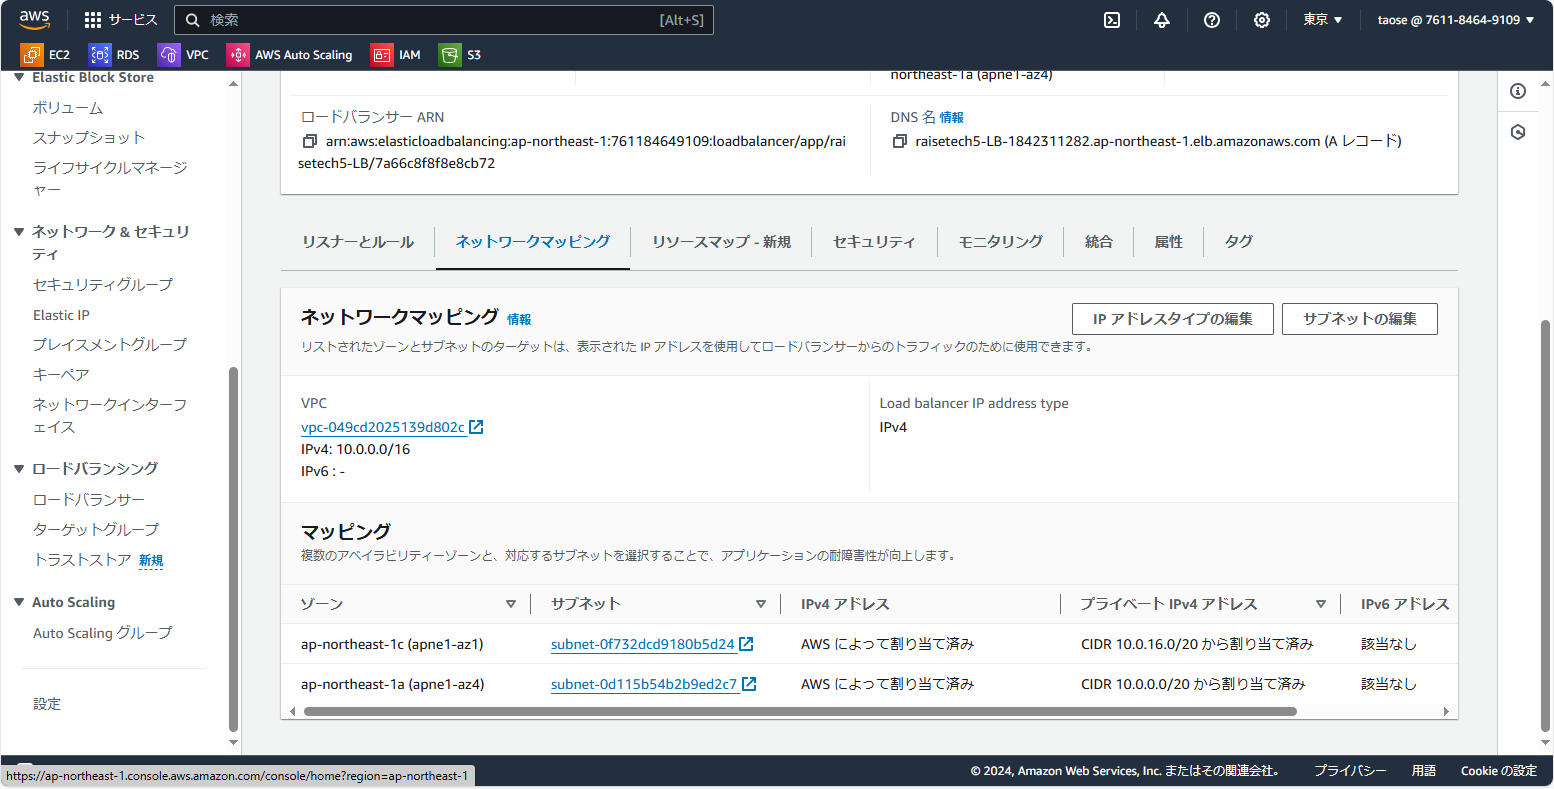 aws
サービス
検索
[Alt+S]
東京
taose @ 7611-8464-9109
EC2
RDS
VPC
AWS Auto Scaling
IAM
S3
Elastic Block Store
ボリューム
スナップショット
ライフサイクルマネージ
ャー
ネットワーク & セキュリ
ティ
セキュリティグループ
Elastic IP
プレイスメントグループ
キーペア
ネットワークインターフ
ェイス
ロードバランシング
ロードバランサー
ターゲットグループ
トラストストア 新規
Auto Scaling
Auto Scaling グループ
設定
northeast-1a (apne1-az4)
ロードバランサー ARN
arn:aws:elasticloadbalancing:ap-northeast-1:761184649109:loadbalancer/app/rai
setech5-LB/7a66c8f8f8e8cb72
DNS 名 情報
raisetech5-LB-1842311282.ap-northeast-1.elb.amazonaws.com (A レコード)
リスナーとルール
ネットワークマッピング
リソースマップ - 新規
セキュリティ
モニタリング
統合
属性
タグ
ネットワークマッピング 情報
IP アドレスタイプの編集
サブネットの編集
リストされたゾーンとサブネットのターゲットは、表示された IP アドレスを使用してロードバランサーからのトラフィックのために使用できます。
VPC
vpc-049cd2025139d802c
IPv4: 10.0.0.0/16
IPv6 : -
Load balancer IP address type
IPv4
マッピング
複数のアベイラビリティーゾーンと、対応するサブネットを選択することで、アプリケーションの耐障害性が向上します。
ゾーン
サブネット
IPv4 アドレス
プライベート IPv4 アドレス
IPv6 アドレス
ap-northeast-1c (apne1-az1)
subnet-0f732dcd9180b5d24
AWS によって割り当て済み
CIDR 10.0.16.0/20 から割り当て済み
該当なし
ap-northeast-1a (apne1-az4)
subnet-0d115b54b2b9ed2c7
AWS によって割り当て済み
CIDR 10.0.0.0/20 から割り当て済み
該当なし
https://ap-northeast-1.console.aws.amazon.com/console/home?region=ap-northeast-1
© 2024, Amazon Web Services, Inc. またはその関連会社。
プライバシー
用語
Cookie の設定